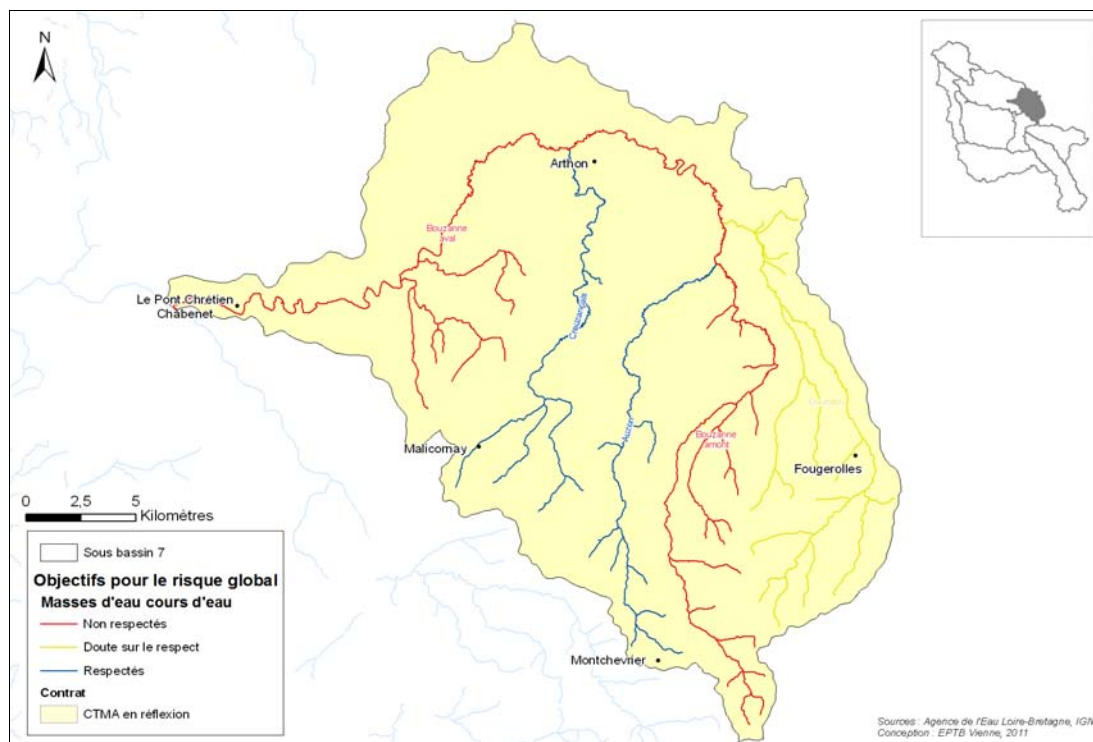 N
Arthon
Bouzanne
aval
Le Pont Chrétien
Chabenet
Creuzançais
Auzon
Bouzanne
amont
Malicornay
Fougerolles
0 2,5 5
Kilomètres
Montchevrier
Sous bassin 7
Objectifs pour le risque global
Masses d'eau cours d'eau
Non respectés
Doute sur le respect
Respectés
Contrat
CTMA en réflexion
Sources : Agence de l'Eau Loire-Bretagne, IGN
Conception : EPTB Vienne, 2011